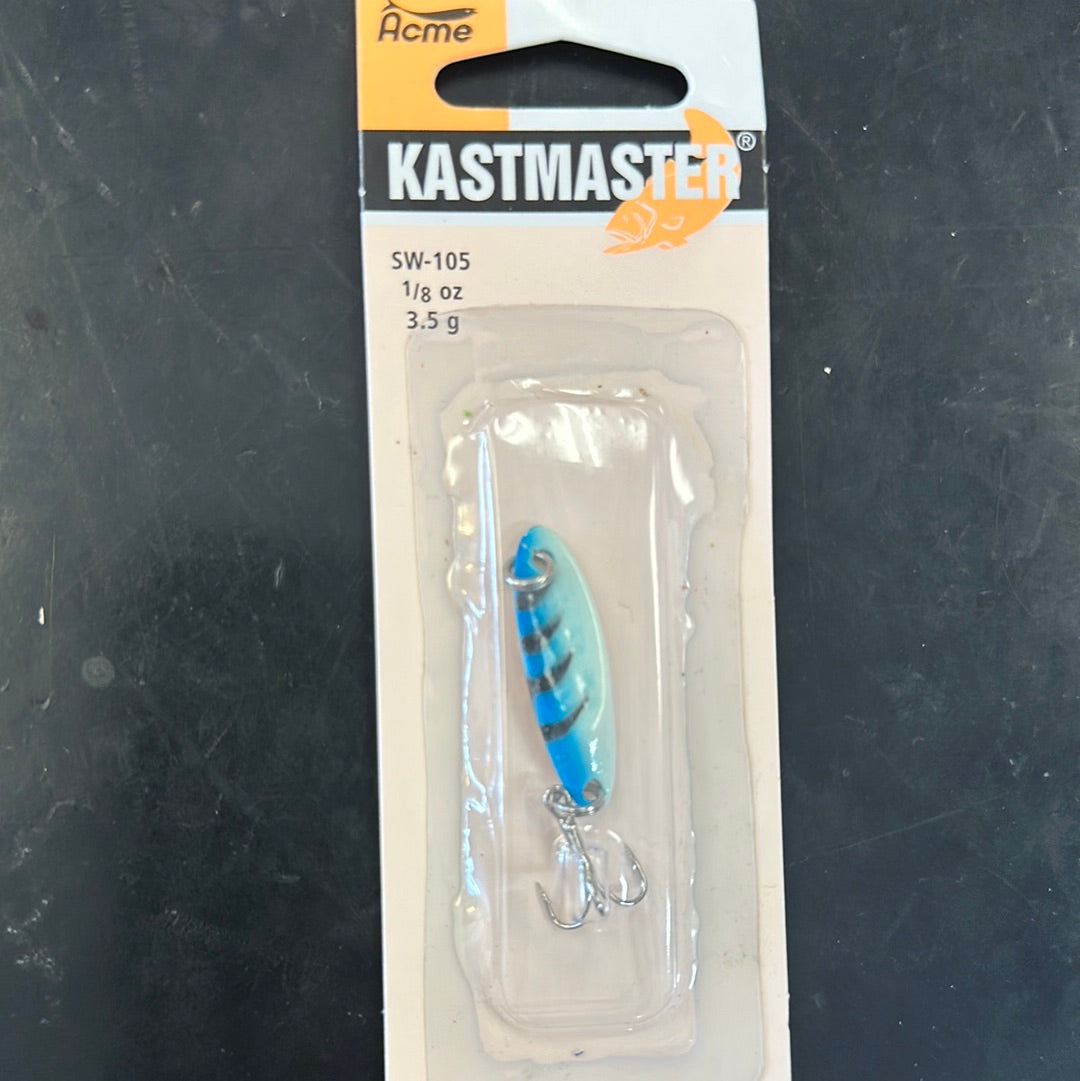 Acme
KASTMASTER®
SW-105
1/8 oz
3.5 g